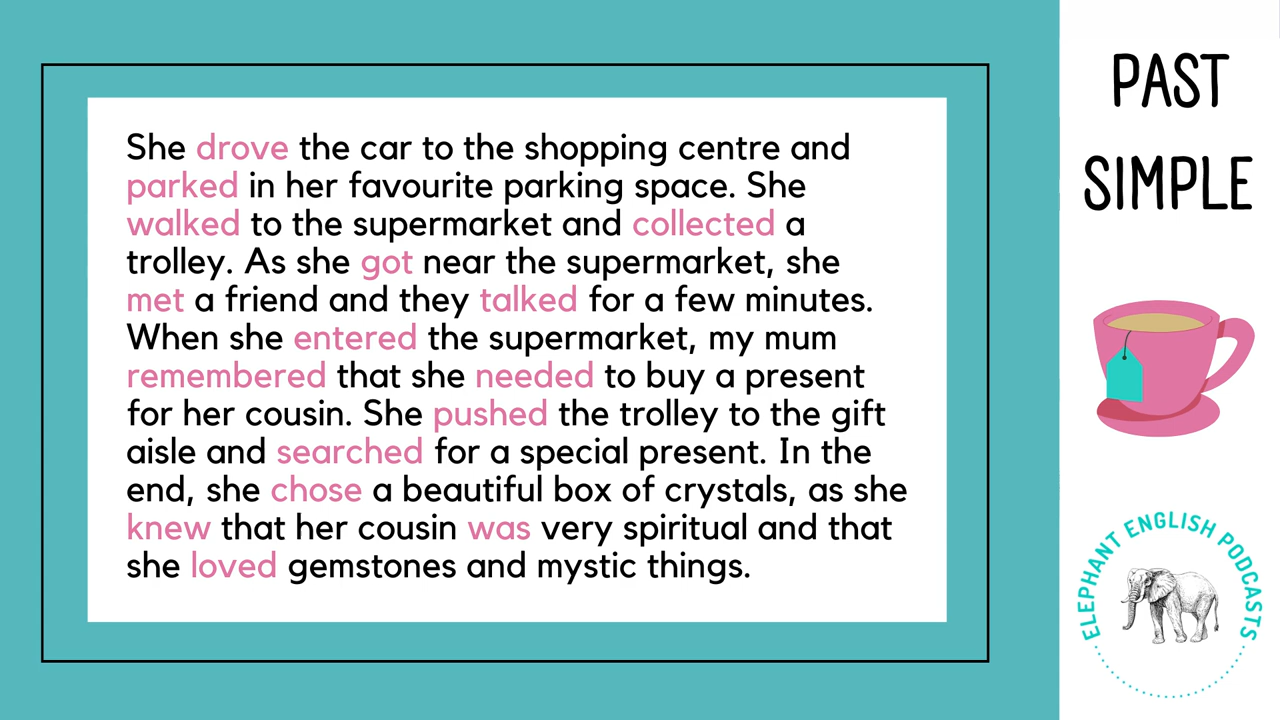 She drove the car to the shopping centre and
parked in her favourite parking space. She
walked to the supermarket and collected a
trolley. As she got near the supermarket, she
met a friend and they talked for a few minutes.
When she entered the supermarket, my mum
remembered that she needed to buy a present
for her cousin. She pushed the trolley to the gift
aisle and searched for a special present. In the
end, she chose a beautiful box of crystals, as she
knew that her cousin was very spiritual and that
she loved gemstones and mystic things.
PAST
SIMPLE
ELEPHANT ENGLISH PODCASTS